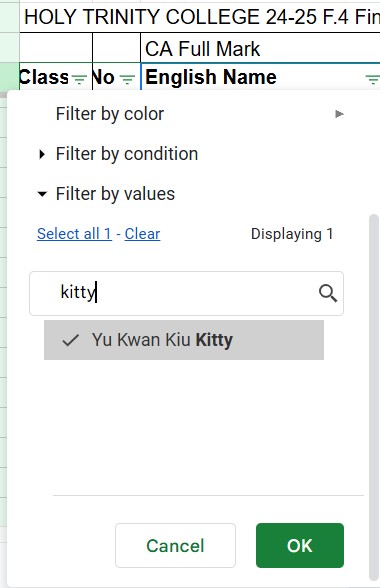 HOLY TRINITY COLLEGE 24-25 F.4 Fin
CA Full Mark
Class No English Name
Filter by color
Filter by condition
Filter by values
Select all 1 - Clear Displaying 1
kitty
Yu Kwan Kiu Kitty
Cancel OK